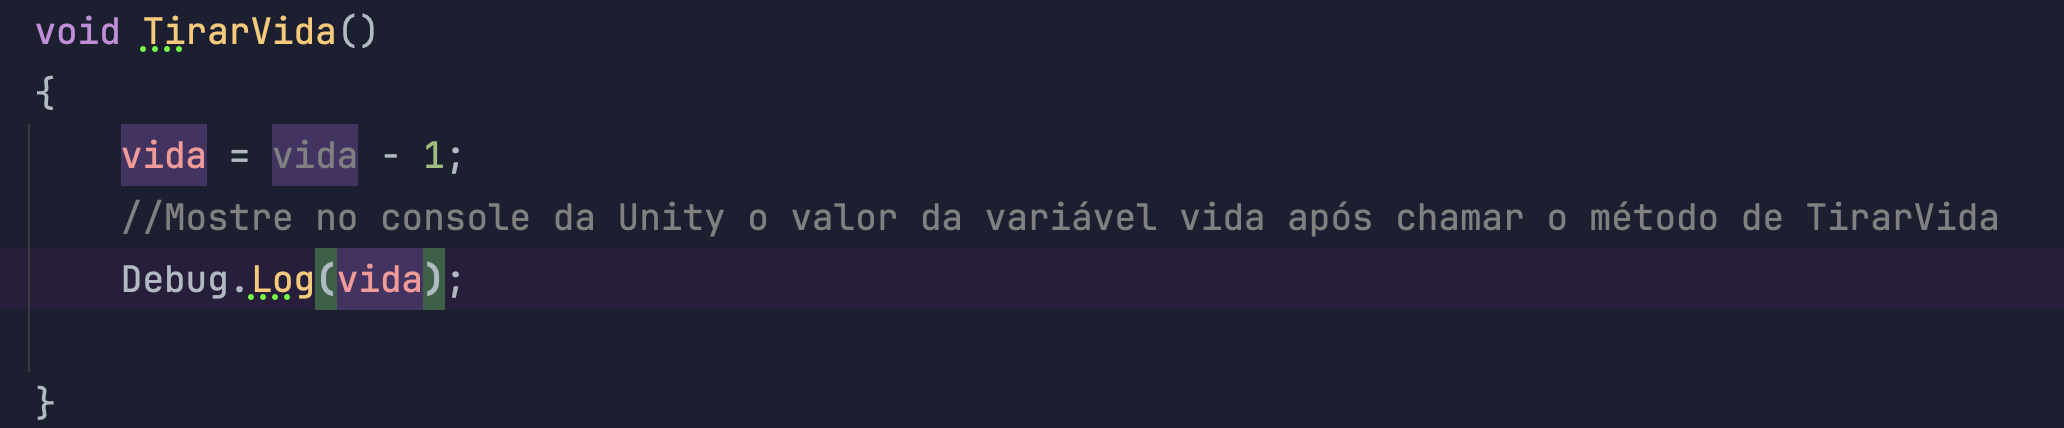 void TirarVida()
{
vida = vida - 1;
//Mostre no console da Unity o valor da variável vida após chamar o método de TirarVida
Debug.Log(vida);
}